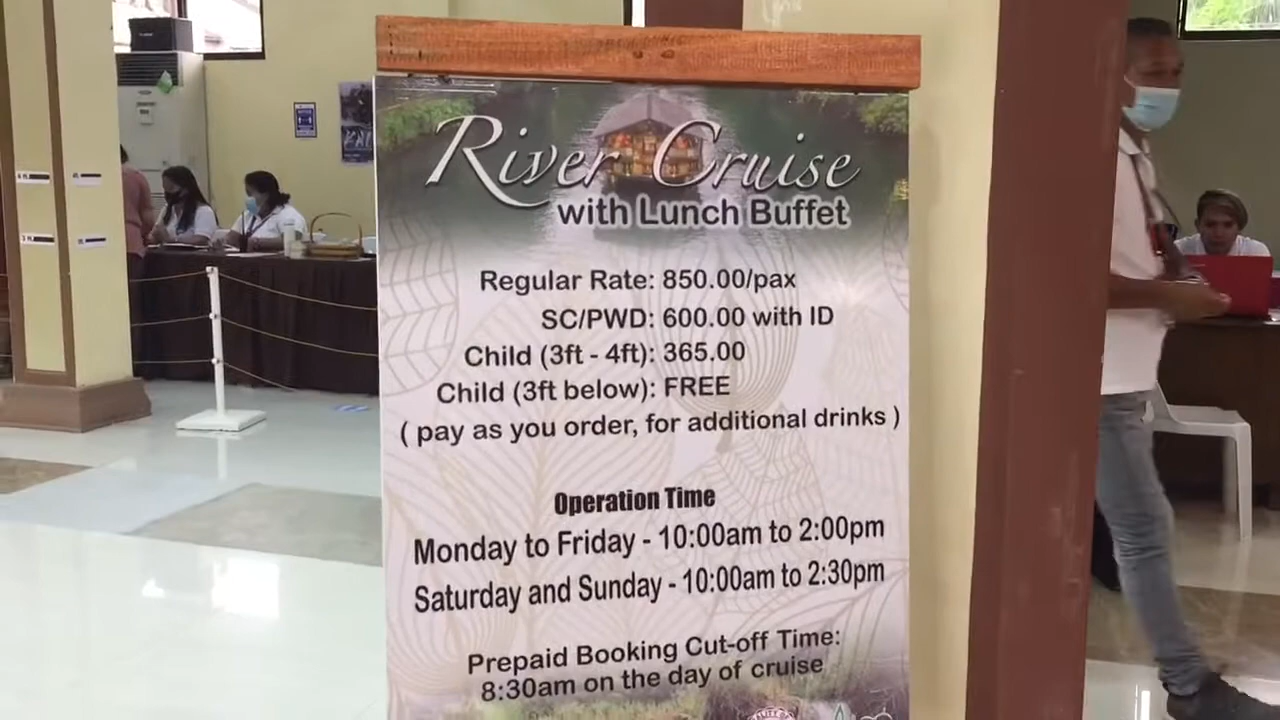 River Cruise
with Lunch Buffet
Regular Rate: 850.00/pax
SC/PWD: 600.00 with ID
Child (3ft - 4ft): 365.00
Child (3ft below): FREE
( pay as you order, for additional drinks )
Operation Time
Monday to Friday - 10:00am to 2:00pm
Saturday and Sunday - 10:00am to 2:30pm
Prepaid Booking Cut-off Time:
8:30am on the day of cruise